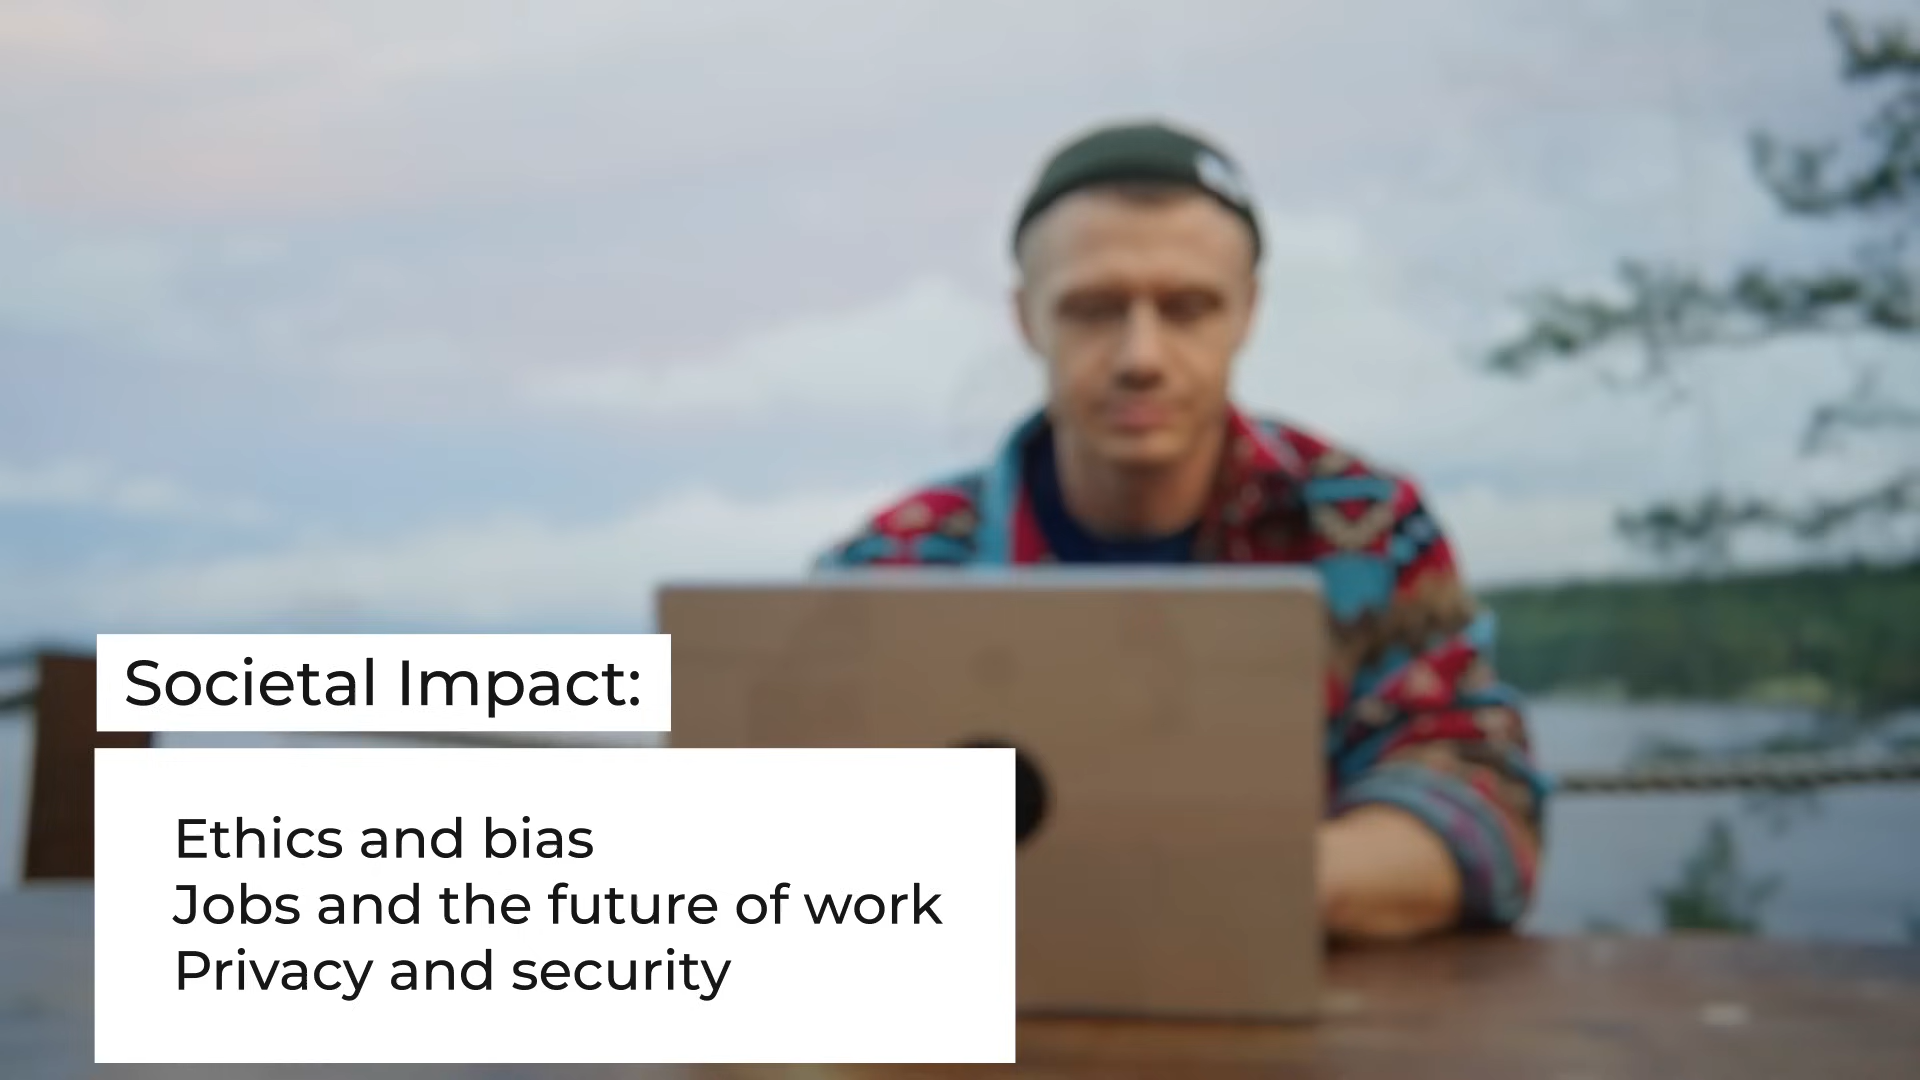 Societal Impact:
Ethics and bias
Jobs and the future of work
Privacy and security